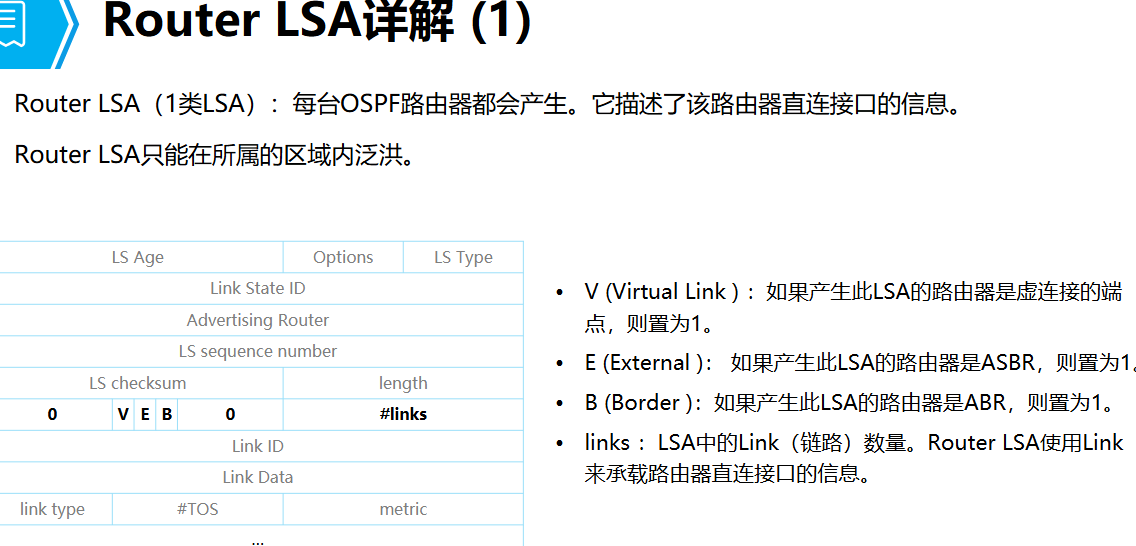 Router LSA详解 (1)
Router LSA（1类LSA）：每台OSPF路由器都会产生。它描述了该路由器直连接口的信息。
Router LSA只能在所属的区域内泛洪。
LS Age Options LS Type
Link State ID
Advertising Router
LS sequence number
LS checksum length
0 V E B 0 #links
Link ID
Link Data
link type #TOS metric
...
• V (Virtual Link )：如果产生此LSA的路由器是虚连接的端
点，则置为1。
• E (External )： 如果产生此LSA的路由器是ASBR，则置为1。
• B (Border )：如果产生此LSA的路由器是ABR，则置为1。
• links ：LSA中的Link（链路）数量。Router LSA使用Link
来承载路由器直连接口的信息。